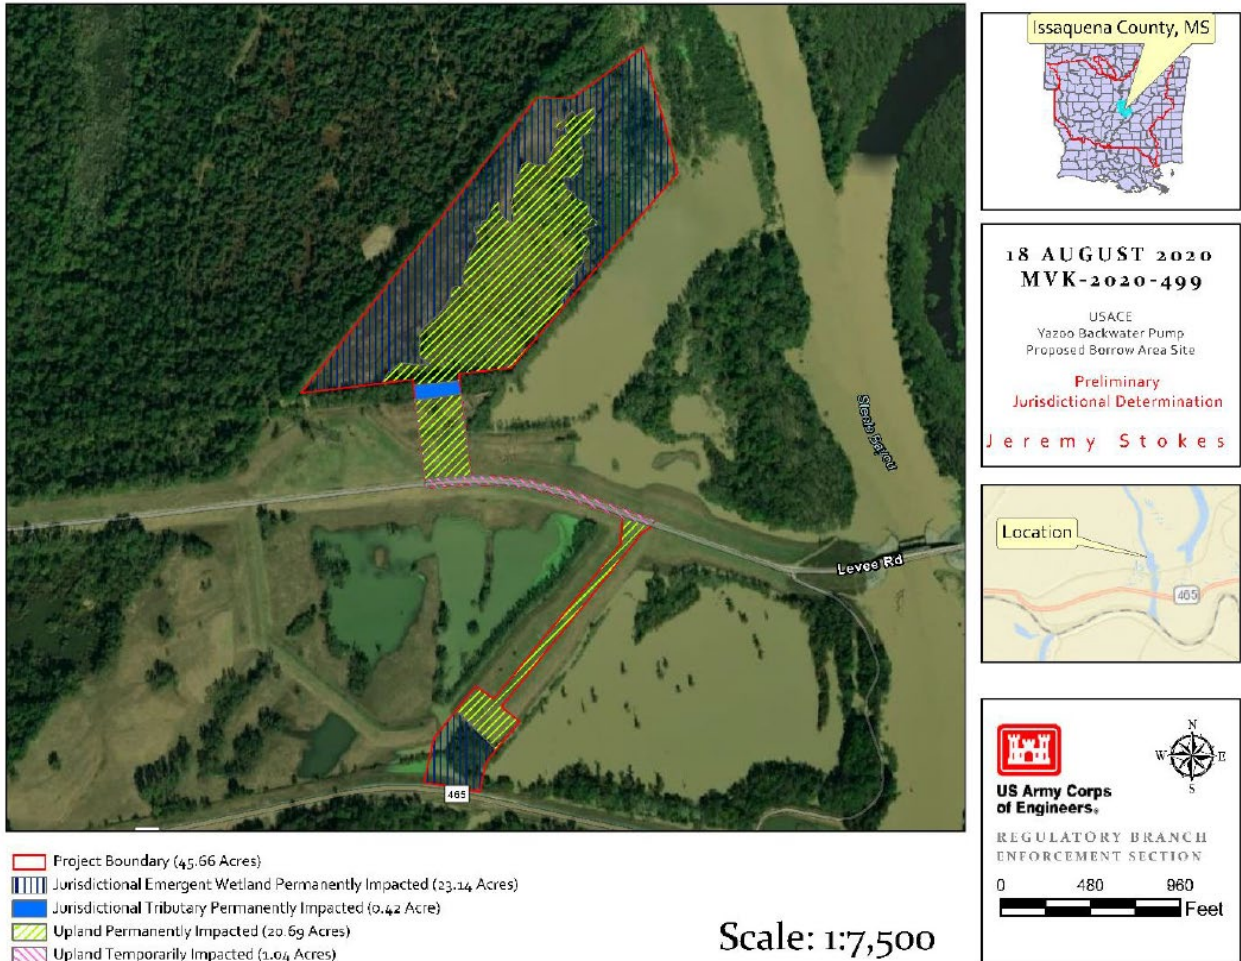 Issaquena County, MS
18 AUGUST 2020
MVK-2020-499
USACE
Yazoo Backwater Pump
Proposed Borrow Area Site
Preliminary
Jurisdictional Determination
Jeremy Stokes
Steele Bayou
Levee Rd
465
Location
465
US Army Corps
of Engineers®
REGULATORY BRANCH
ENFORCEMENT SECTION
N
W E
S
0 480 960
Feet
Project Boundary (45.66 Acres)
Jurisdictional Emergent Wetland Permanently Impacted (23.14 Acres)
Jurisdictional Tributary Permanently Impacted (0.42 Acre)
Upland Permanently Impacted (20.69 Acres)
Upland Temporarily Impacted (1.04 Acres)
Scale: 1:7,500